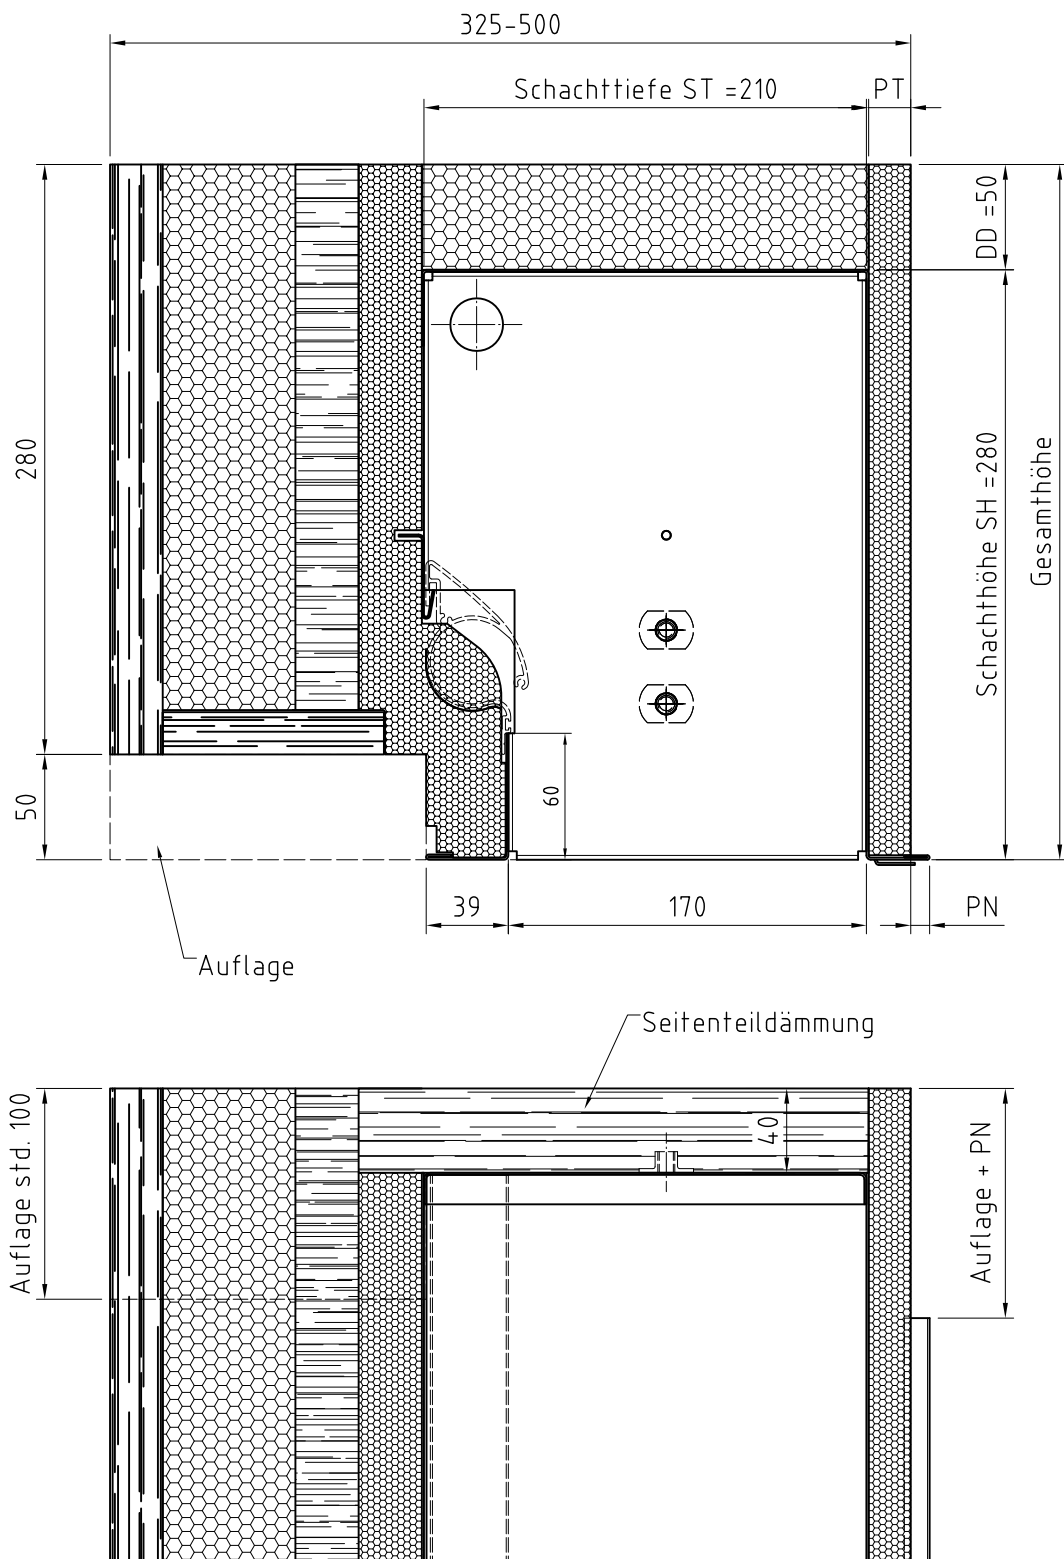 325-500
Schachttiefe ST =210
PT
DD =50
280
Schachthöhe SH =280
Gesamthöhe
50
60
39
170
PN
Auflage
Seitenteildämmung
Auflage std. 100
40
Auflage + PN